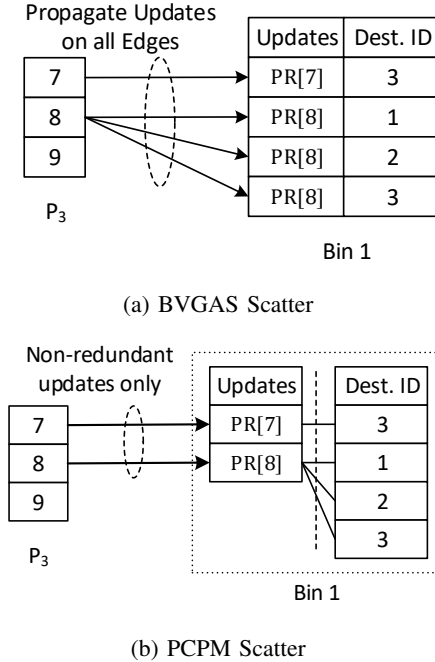 Propagate Updates
on all Edges
7
8
9
P3
Updates Dest. ID
PR[7] 3
PR[8] 1
PR[8] 2
PR[8] 3
Bin 1
(a) BVGAS Scatter
Non-redundant
updates only
7
8
9
P3
Updates
PR[7]
PR[8]
Dest. ID
3
1
2
3
Bin 1
(b) PCPM Scatter